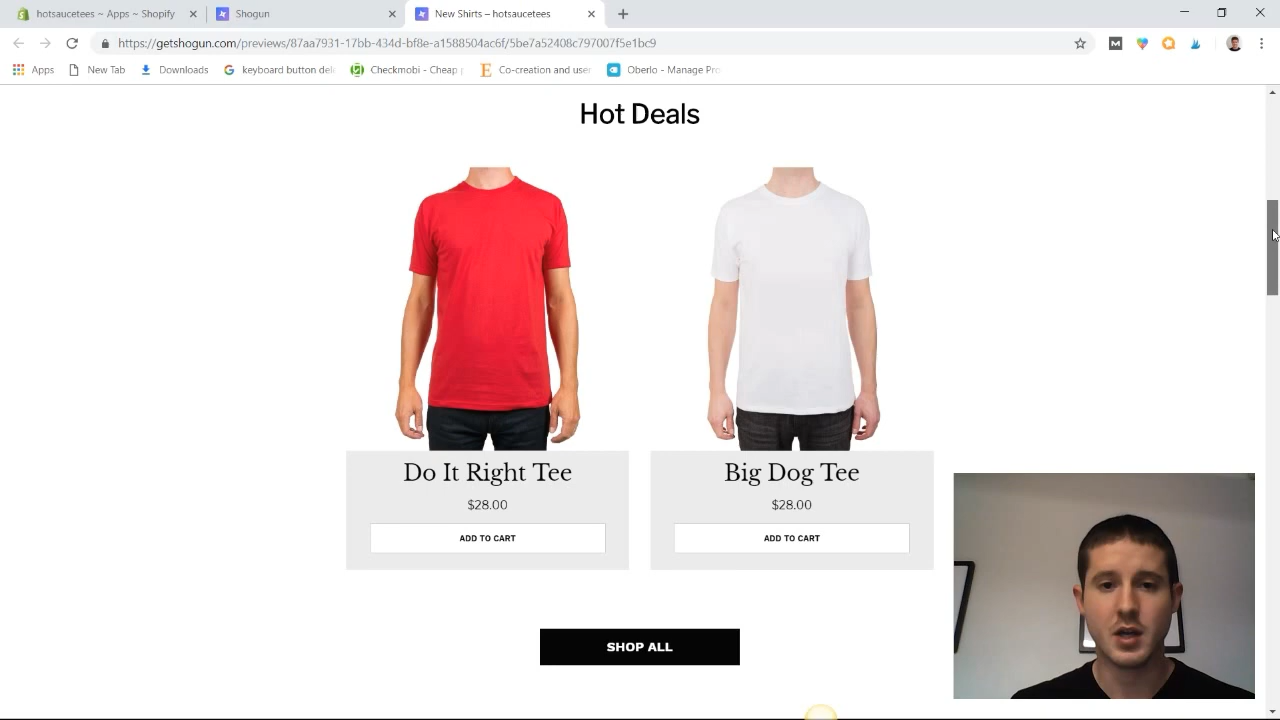 hotsaucetees ~ Apps ~ Shopify
Shogun
New Shirts – hotsaucetees
https://getshogun.com/previews/87aa7931-17bb-434d-bf8e-a1588504ac6f/5be7a52408c797007f5e1bc9
Apps
New Tab
Downloads
keyboard button del
Checkmobi - Cheap
Co-creation and user
Oberlo - Manage Pro
Hot Deals
Do It Right Tee
Big Dog Tee
$28.00
$28.00
ADD TO CART
ADD TO CART
SHOP ALL